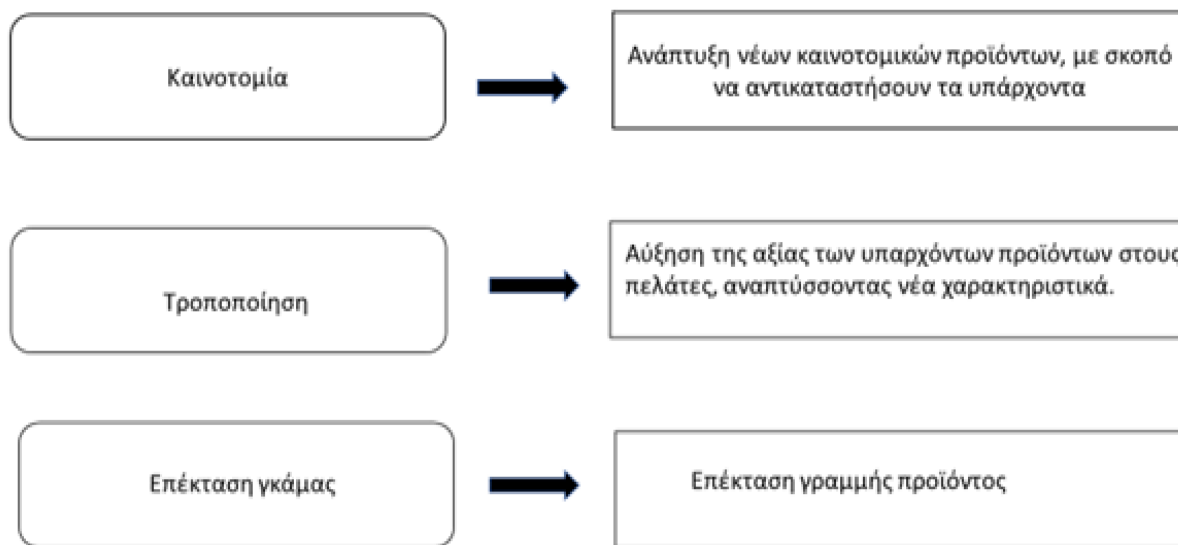 Καινοτομία
Ανάπτυξη νέων καινοτομικών προϊόντων, με σκοπό
να αντικαταστήσουν τα υπάρχοντα
Τροποποίηση
Αύξηση της αξίας των υπαρχόντων προϊόντων στους
πελάτες, αναπτύσσοντας νέα χαρακτηριστικά.
Επέκταση γκάμας
Επέκταση γραμμής προϊόντος